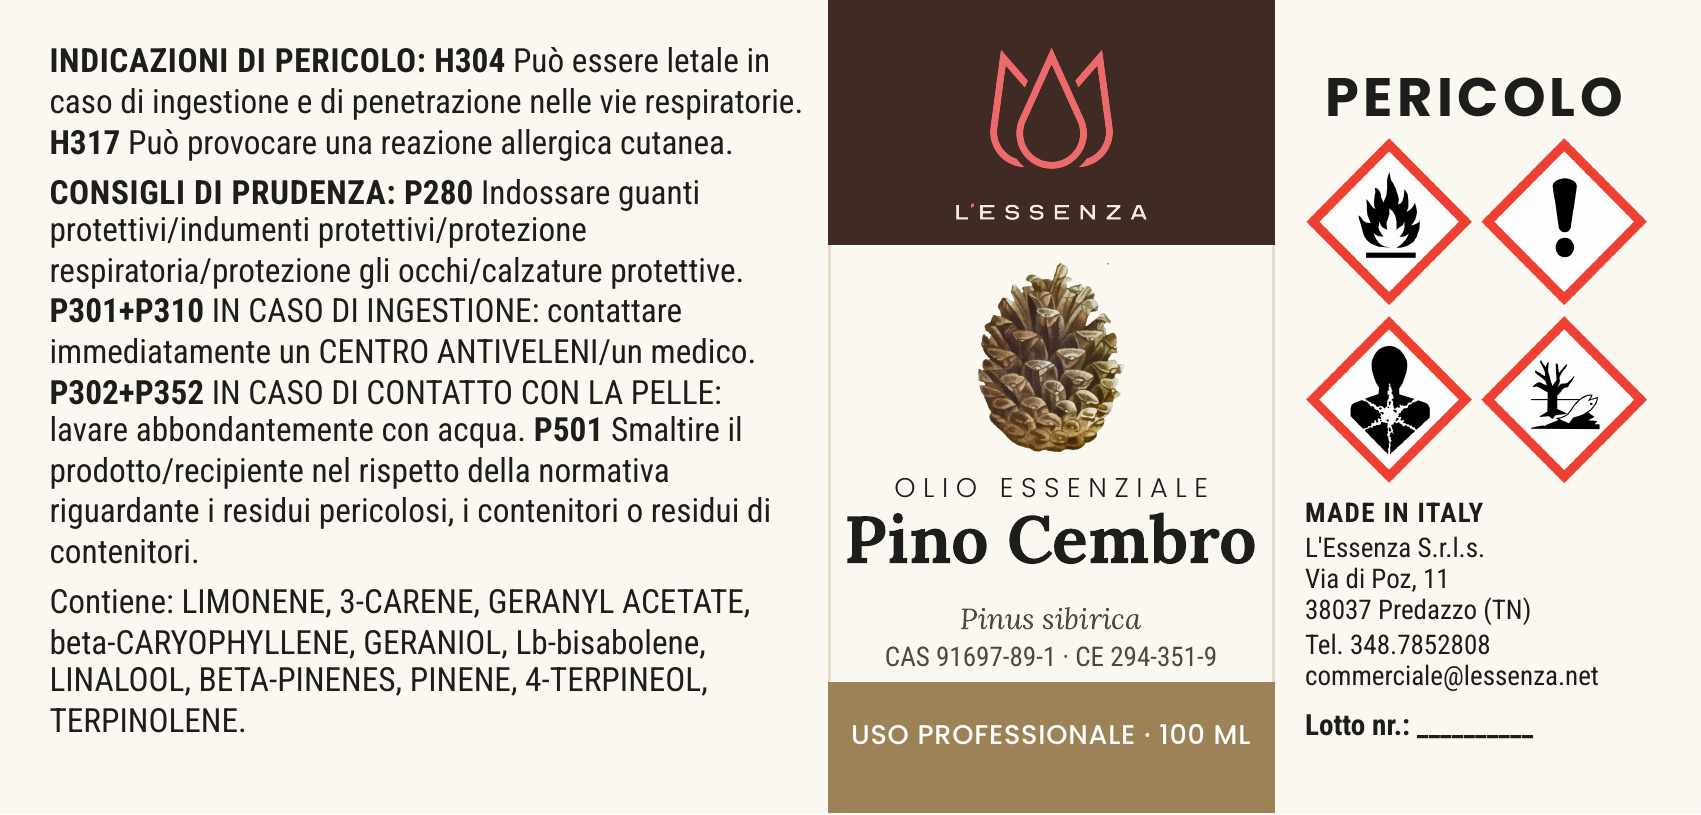 INDICAZIONI DI PERICOLO: H304 Può essere letale in
caso di ingestione e di penetrazione nelle vie respiratorie.
H317 Può provocare una reazione allergica cutanea.
CONSIGLI DI PRUDENZA: P280 Indossare guanti
protettivi/indumenti protettivi/protezione
respiratoria/protezione gli occhi/calzature protettive.
P301+P310 IN CASO DI INGESTIONE: contattare
immediatamente un CENTRO ANTIVELENI/un medico.
P302+P352 IN CASO DI CONTATTO CON LA PELLE:
lavare abbondantemente con acqua. P501 Smaltire il
prodotto/recipiente nel rispetto della normativa
riguardante i residui pericolosi, i contenitori o residui di
contenitori.
Contiene: LIMONENE, 3-CARENE, GERANYL ACETATE,
beta-CARYOPHYLLENE, GERANIOL, Lb-bisabolene,
LINALOOL, BETA-PINENES, PINENE, 4-TERPINEOL,
TERPINOLENE.
L'ESSENZA
OLIO ESSENZIALE
Pino Cembro
Pinus sibirica
CAS 91697-89-1 · CE 294-351-9
USO PROFESSIONALE · 100 ML
PERICOLO
MADE IN ITALY
L'Essenza S.r.l.s.
Via di Poz, 11
38037 Predazzo (TN)
Tel. 348.7852808
commerciale@lessenza.net
Lotto nr.: __________